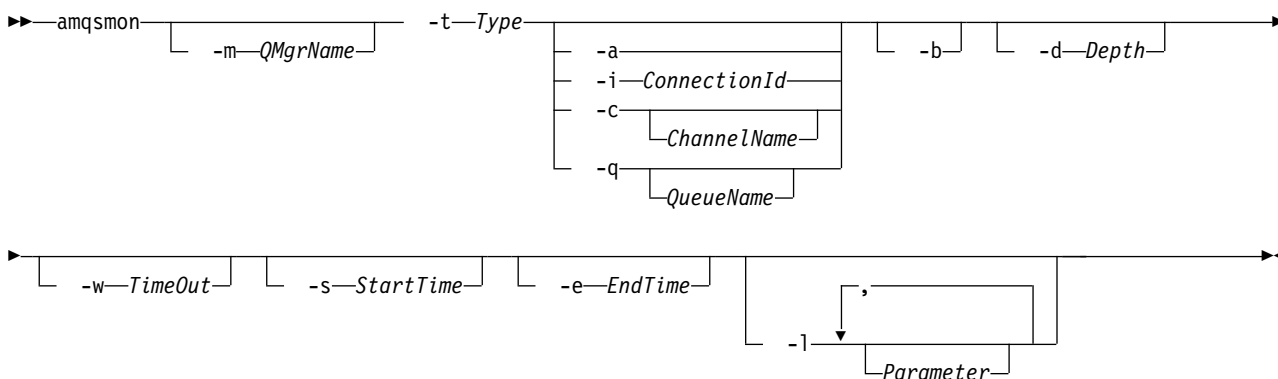 amqsmon -m QMgrName -t Type -b -d Depth
-a
-i ConnectionId
-c ChannelName
-q QueueName
-w TimeOut -s StartTime -e EndTime ,
-l Parameter